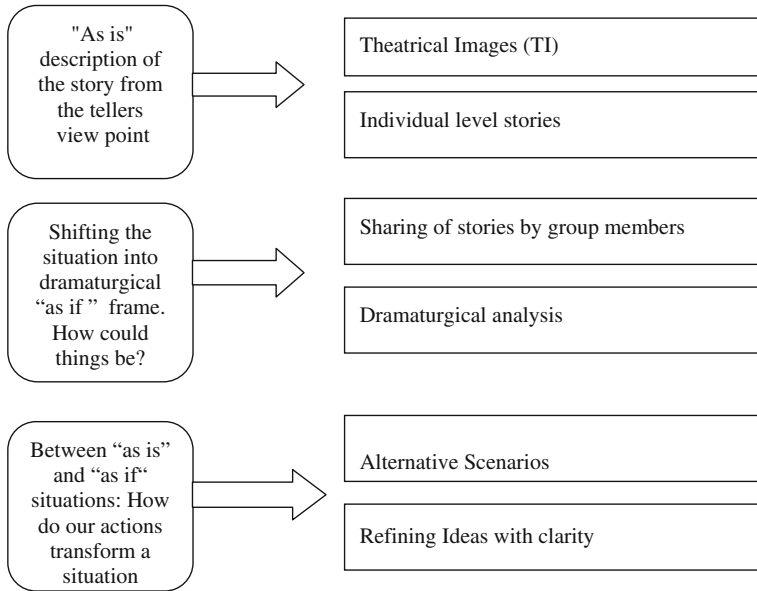 "As is"
description of
the story from
the tellers
view point
Theatrical Images (TI)
Individual level stories
Shifting the
situation into
dramaturgical
“as if ” frame.
How could
things be?
Sharing of stories by group members
Dramaturgical analysis
Between “as is”
and “as if“
situations: How
do our actions
transform a
situation
Alternative Scenarios
Refining Ideas with clarity